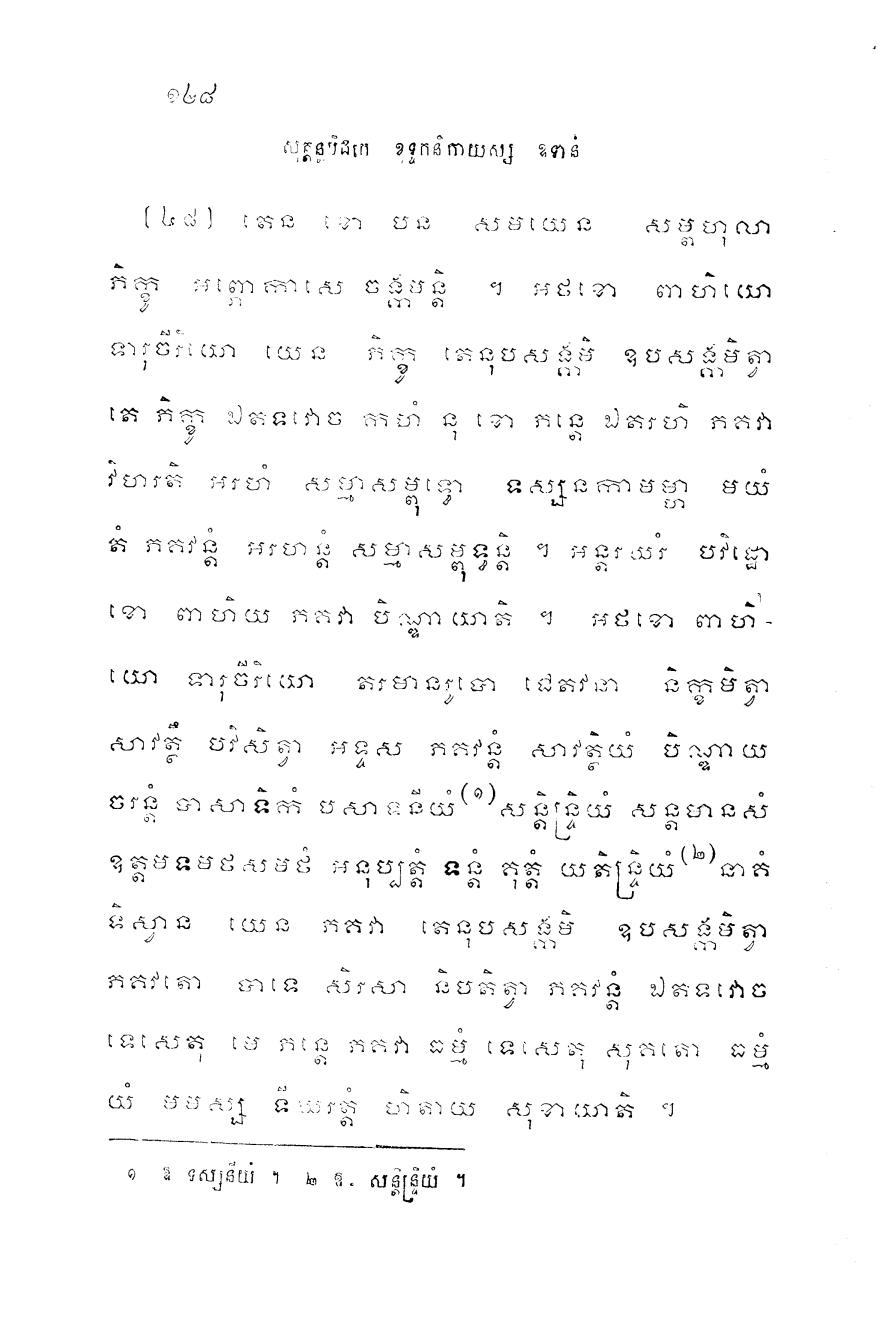 ១៤៨
សុត្តន្តបិដកេ ខុទ្ទកនិកាយស្ស ឧទានំ
[៤៨] តេន ខោ បន សមយេន សម្ពហុលា
ភិក្ខូ អព្ភោកាសេ ចង្កមន្តិ ។ អថខោ ពាហិយោ
ទារុចីរិយោ យេន ភិក្ខូ តេនុបសង្កមិ ឧបសង្កមិត្វា
តេ ភិក្ខូ ឯតទវោច កហំ នុ ខោ ភន្តេ ឯតរហិ ភគវា
វិហរតិ អរហំ សម្មាសម្ពុទ្ធោ ទស្សនកាមម្ហា មយំ
តំ ភគវន្តំ អរហន្តំ សម្មាសម្ពុទ្ធន្តិ ។ អន្តរឃរំ បវិដ្ឋោ
ខោ ពាហិយ ភគវា បិណ្ឌាយាតិ ។ អថខោ ពាហិ-
យោ ទារុចីរិយោ តរមានរូបោ ជេតវនា និក្ខមិត្វា
សាវត្ថឹ បវិសិត្វា អទ្ទស ភគវន្តំ សាវត្ថិយំ បិណ្ឌាយ
ចរន្តំ បាសាទិកំ បសាទនីយំ(១) សន្តិន្ទ្រិយំ សន្តមានសំ
ឧត្តមទមថសមថំ អនុប្បត្តំ ទន្តំ គុត្តំ យតិន្ទ្រិយំ(២) នាគំ
ទិស្វាន យេន ភគវា តេនុបសង្កមិ ឧបសង្កមិត្វា
ភគវតោ បាទេ សិរសា និបតិត្វា ភគវន្តំ ឯតទវោច
ទេសេតុ មេ ភន្តេ ភគវា ធម្មំ ទេសេតុ សុគតោ ធម្មំ
យំ មមស្ស ទីឃរត្តំ ហិតាយ សុខាយាតិ ។
១ ឱ ទស្សនីយំ ។ ២ ឱ. សន្តិន្ទ្រិយំ ។